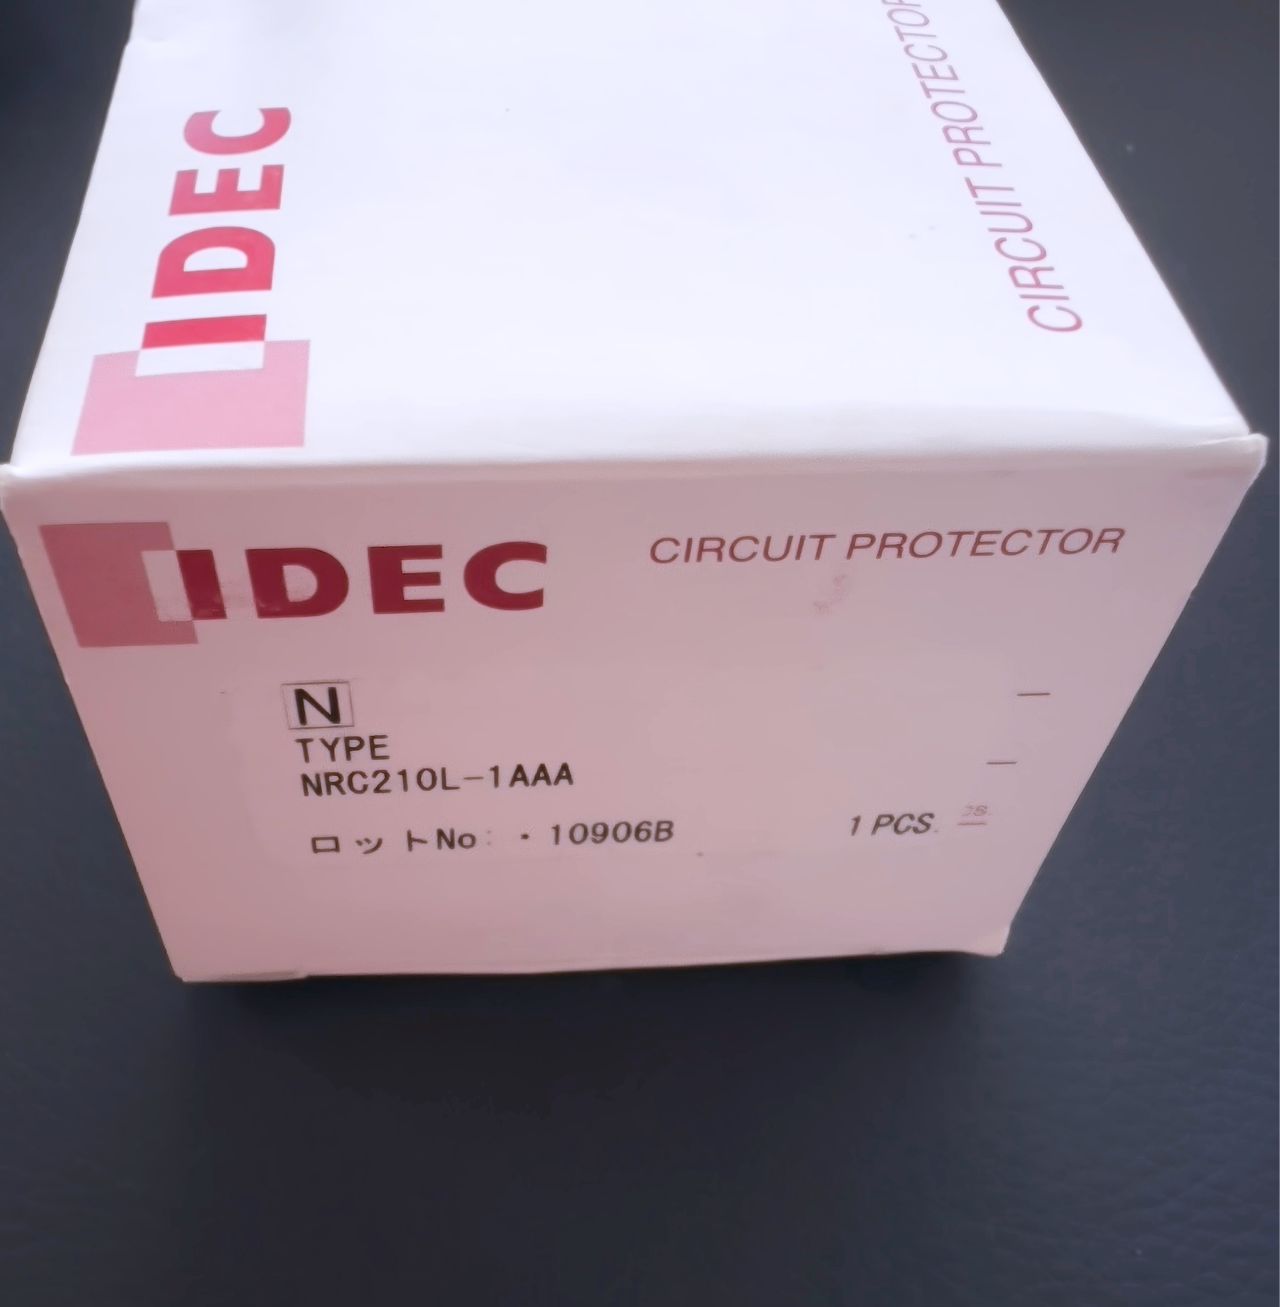 IDEC
CIRCUIT PROTECTOR
IDEC CIRCUIT PROTECTOR
N
TYPE
NRC210L-1AAA
ロットNo: ・10906B
1 PCS.